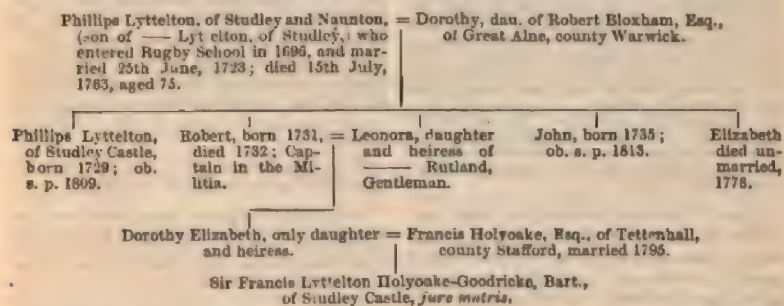 Phillips Lyttelton, of Studley and Naunton, = Dorothy, dau. of Robert Bloxham, Esq.,
(son of —— Lyt elton, of Studley,) who of Great Alne, county Warwick.
entered Rugby School in 1696, and mar-
ried 25th June, 1723; died 15th July,
1763, aged 75.
Phillips Lyttelton,
of Studley Castle,
born 1729; ob.
s. p. 1809.
Robert, born 1731,
died 1732; Cap-
tain in the Mi-
litia.
= Leonora, daughter
and heiress of
—— Rutland,
Gentleman.
John, born 1735;
ob. s. p. 1813.
Elizabeth
died un-
married,
1778.
Dorothy Elizabeth, only daughter = Francis Holyoake, Esq., of Tettenhall,
and heiress. county Stafford, married 1795.
Sir Francis Lyt'elton Holyoake-Goodricke, Bart.,
of Studley Castle, jure matris.